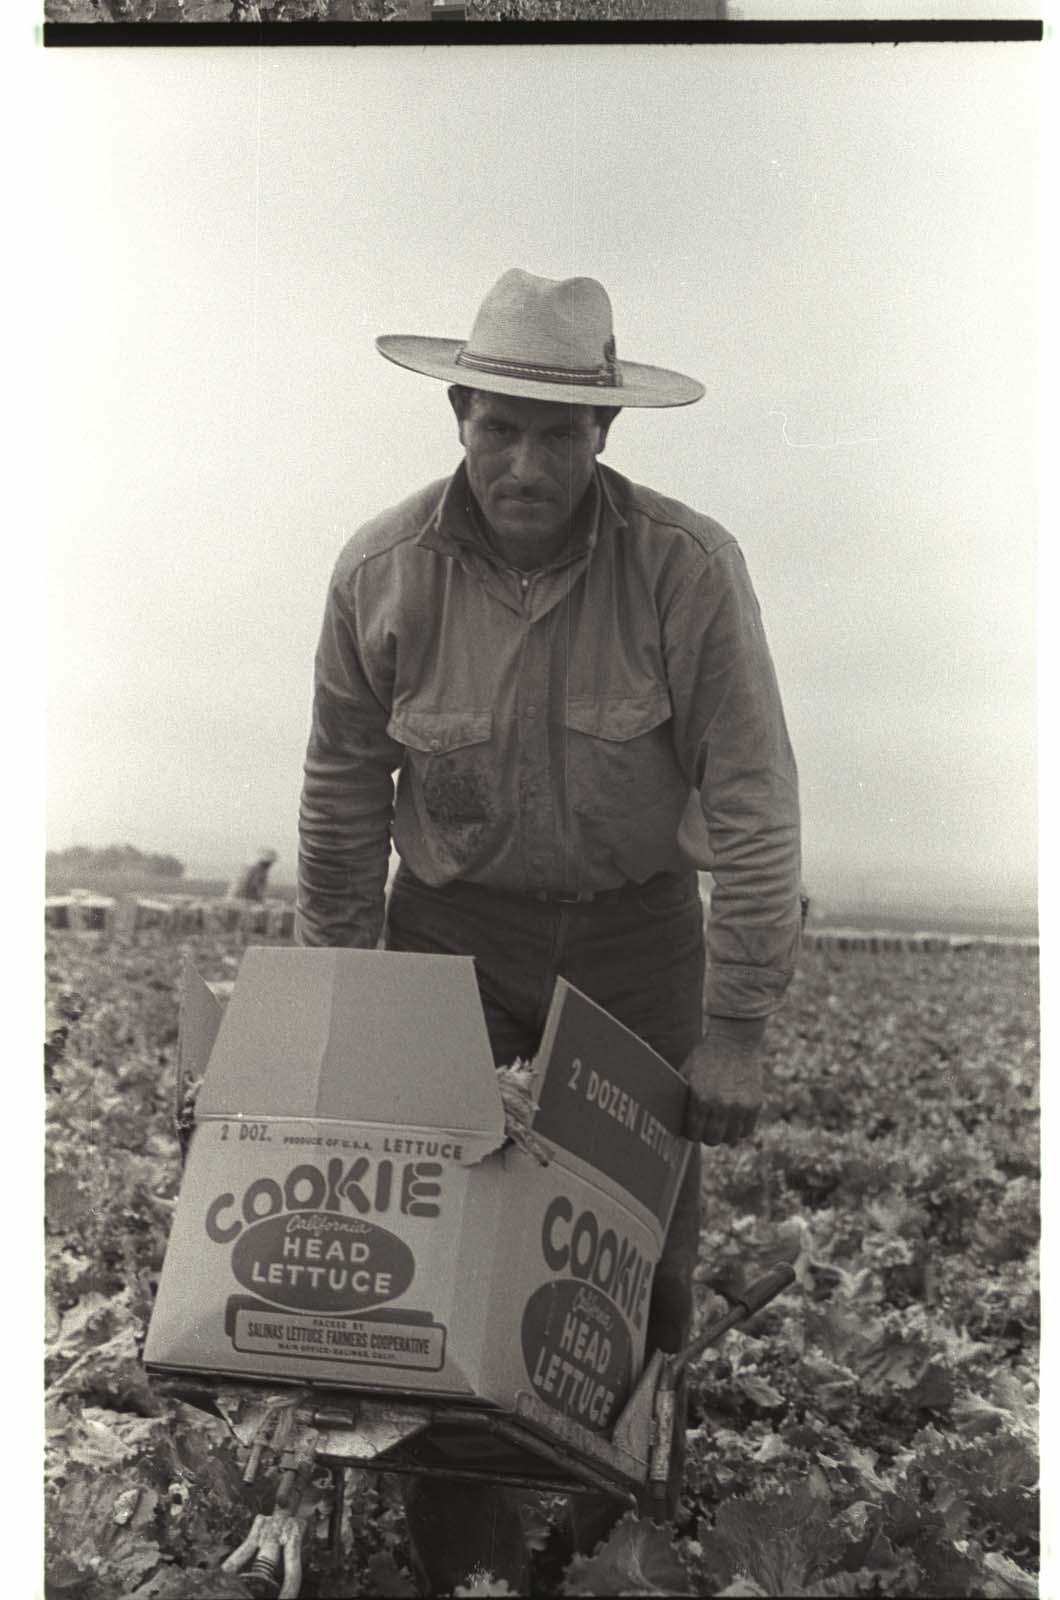 2 DOZ. PRODUCE OF U.S.A. LETTUCE
COOKIE
California
HEAD
LETTUCE
PACKED BY
SALINAS LETTUCE FARMERS COOPERATIVE
MAIN OFFICE-SALINAS, CALIF.
2 DOZEN
COOKIE
California
HEAD
LETTUCE